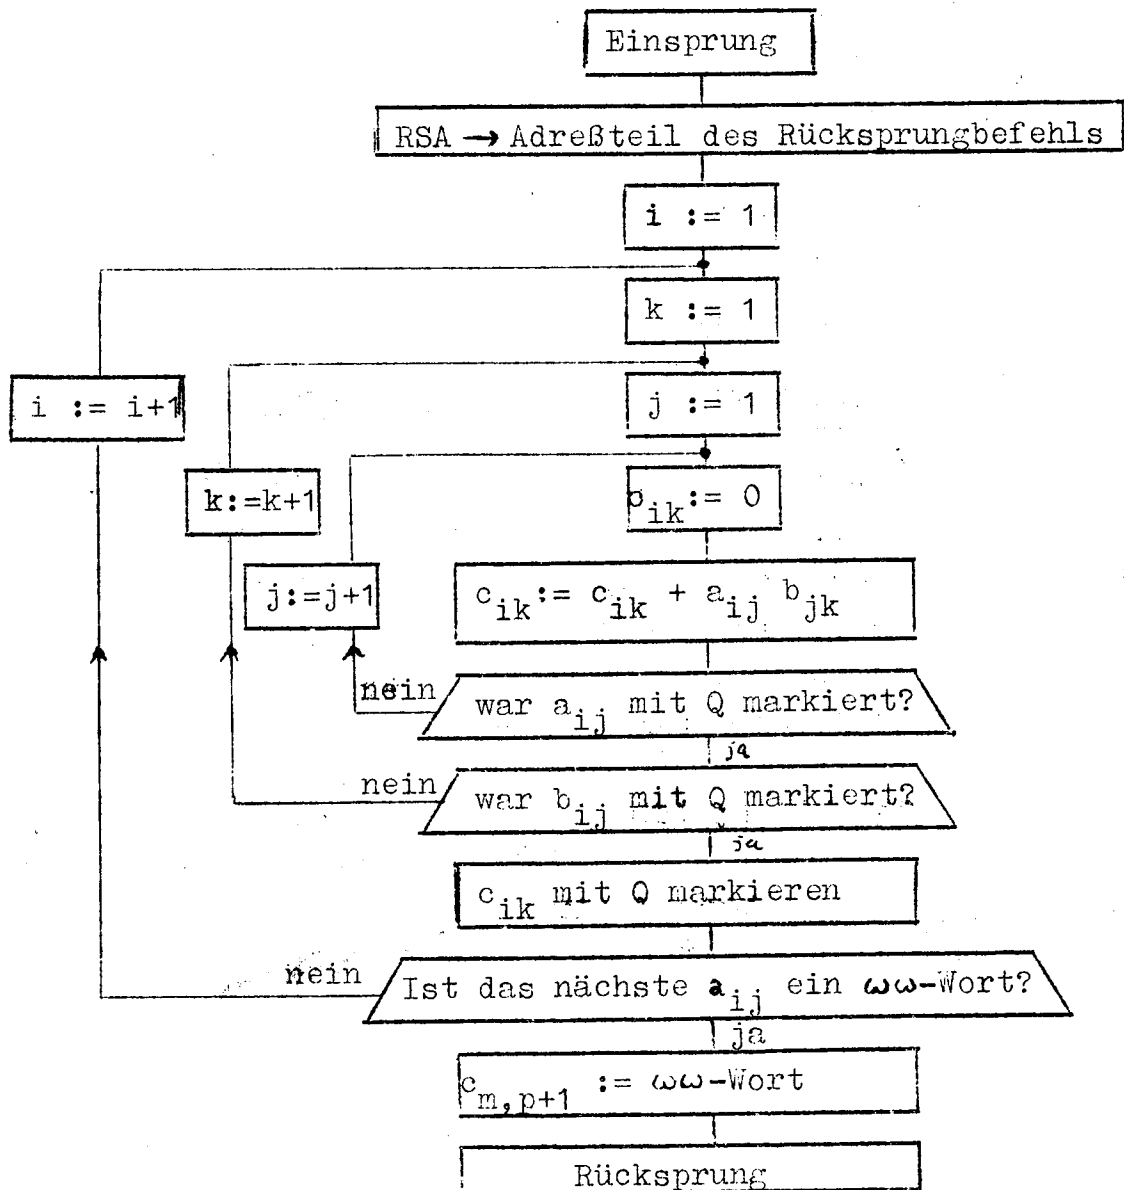 Einsprung
RSA → Adreßteil des Rücksprungbefehls
i := 1
k := 1
i := i+1
j := 1
k:=k+1
c_ik := 0
j:=j+1
c_ik := c_ik + a_ij b_jk
nein
war a_ij mit Q markiert?
ja
nein
war b_ij mit Q markiert?
ja
c_ik mit Q markieren
nein
Ist das nächste a_ij ein ωω-Wort?
ja
c_m,p+1 := ωω-Wort
Rücksprung